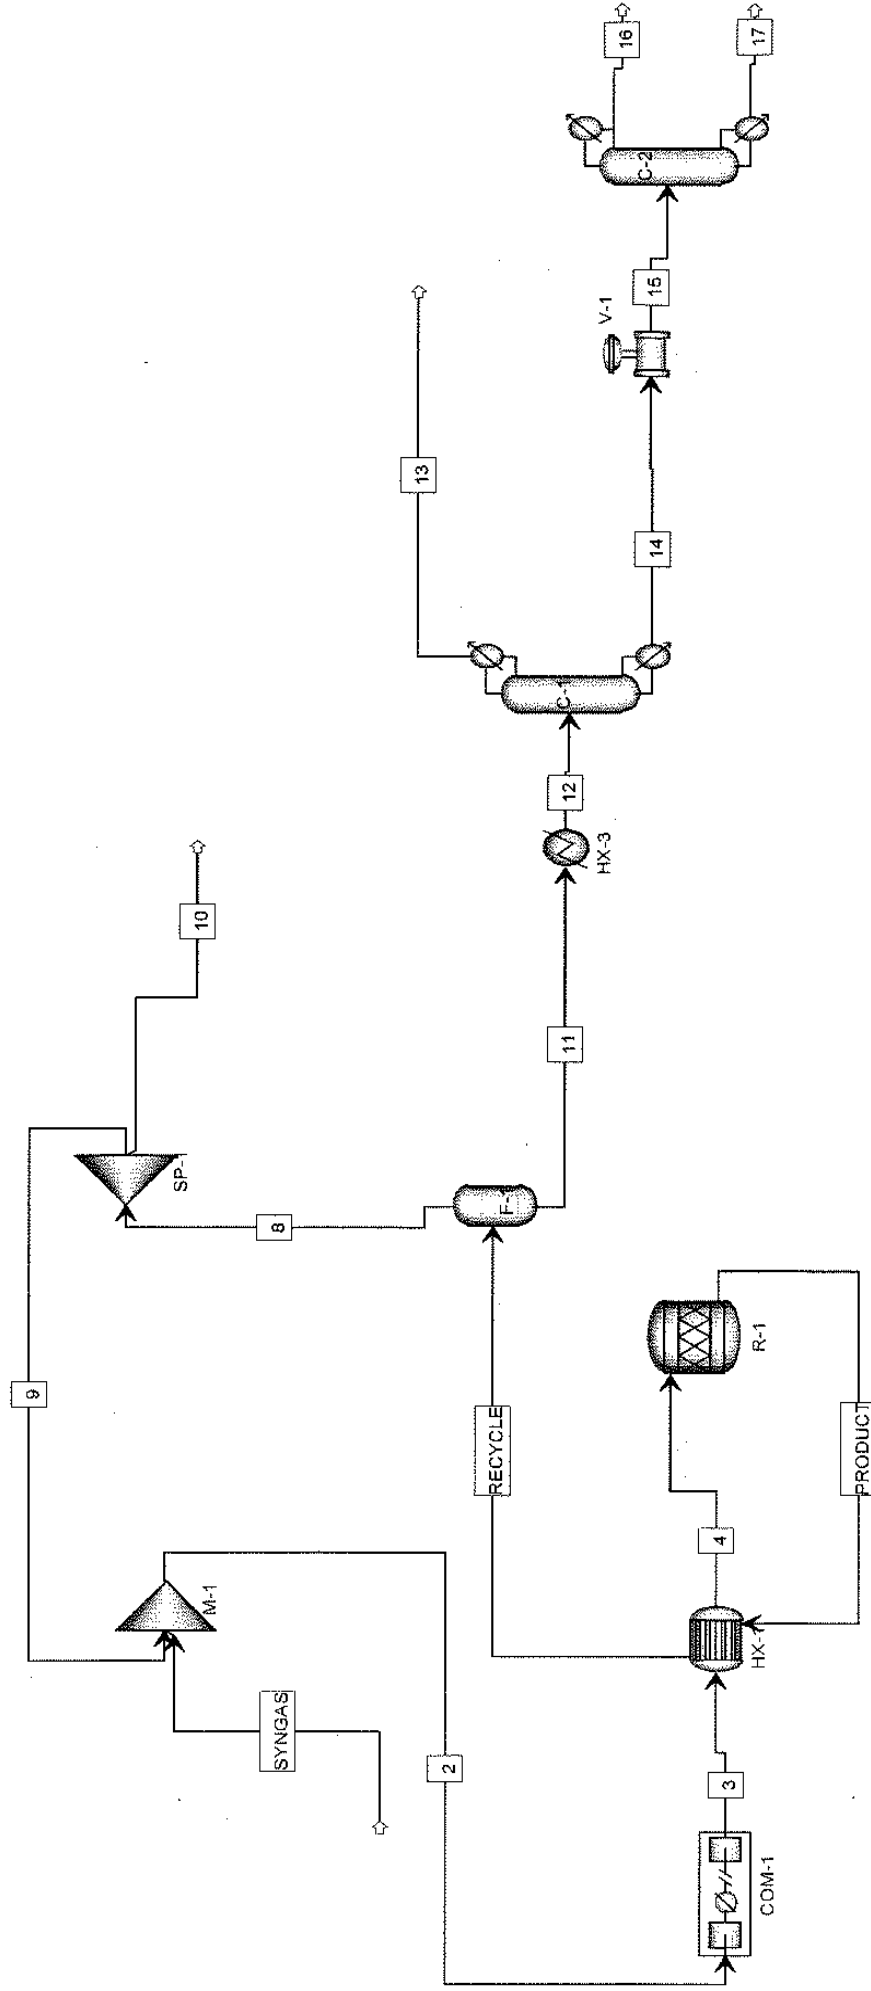 SYNGAS
M-1
2
COM-1
3
HX-1
4
R-1
PRODUCT
RECYCLE
F-1
8
SP-
9
10
11
HX-3
12
C-1
13
14
V-1
15
C-2
16
17